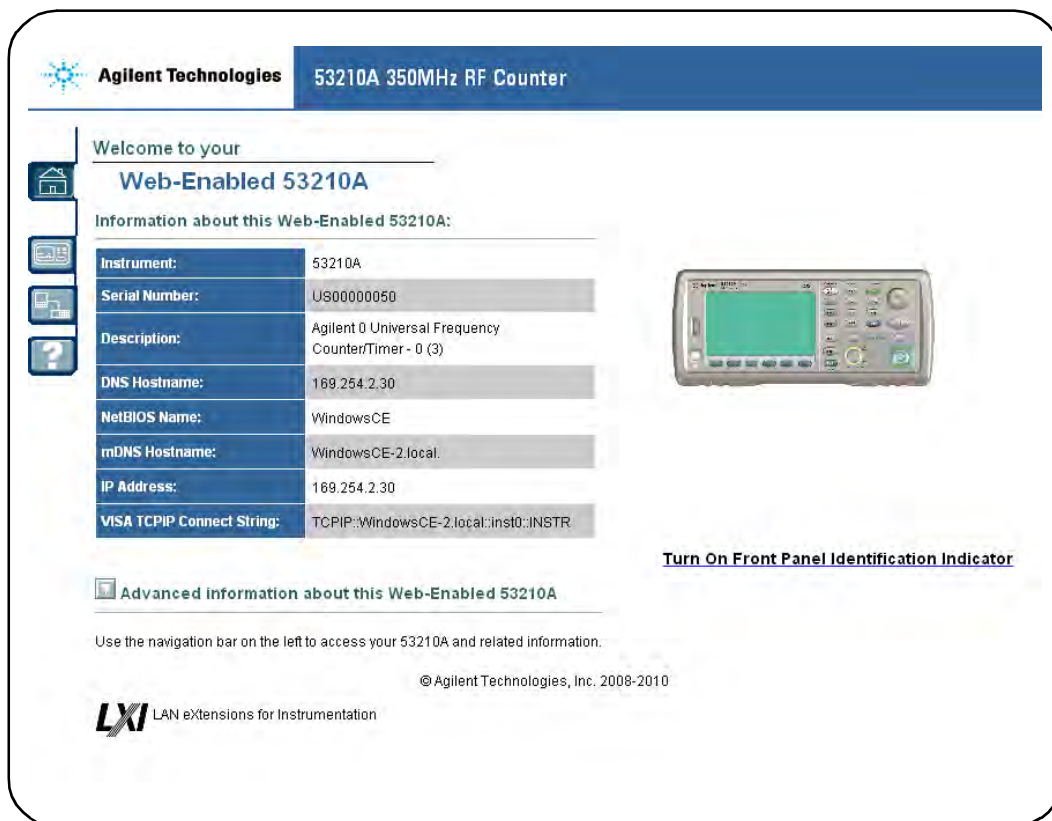 Agilent Technologies
53210A 350MHz RF Counter
Welcome to your
Web-Enabled 53210A
Information about this Web-Enabled 53210A:
Instrument: 53210A
Serial Number: US00000050
Description: Agilent 0 Universal Frequency
Counter/Timer - 0 (3)
DNS Hostname: 169.254.2.30
NetBIOS Name: WindowsCE
mDNS Hostname: WindowsCE-2.local.
IP Address: 169.254.2.30
VISA TCPIP Connect String: TCPIP::WindowsCE-2.local::inst0::INSTR
Turn On Front Panel Identification Indicator
Advanced information about this Web-Enabled 53210A
Use the navigation bar on the left to access your 53210A and related information.
© Agilent Technologies, Inc. 2008-2010
LXI LAN eXtensions for Instrumentation